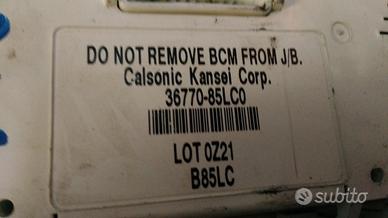 DO NOT REMOVE BCM FROM J/B.
Calsonic Kansei Corp.
36770-85LC0
LOT 0Z21
B85LC
subito